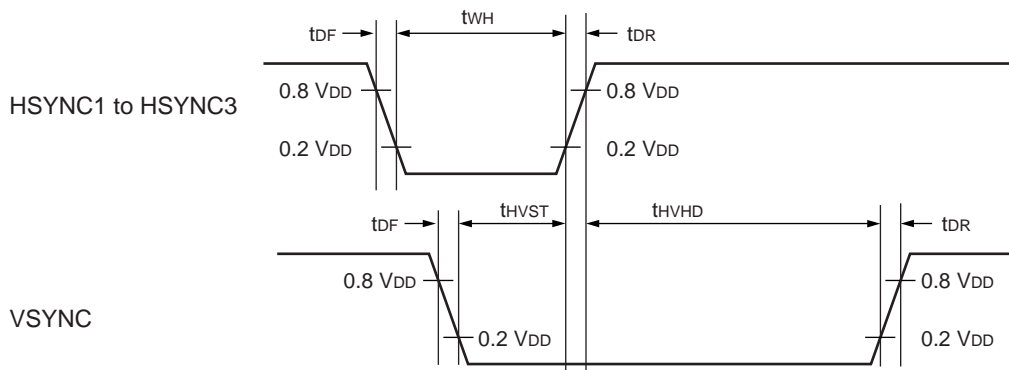 tWH
tDF
tDR
0.8 VDD
0.8 VDD
HSYNC1 to HSYNC3
0.2 VDD
0.2 VDD
tDF
tHVST
tHVHD
tDR
0.8 VDD
0.8 VDD
VSYNC
0.2 VDD
0.2 VDD